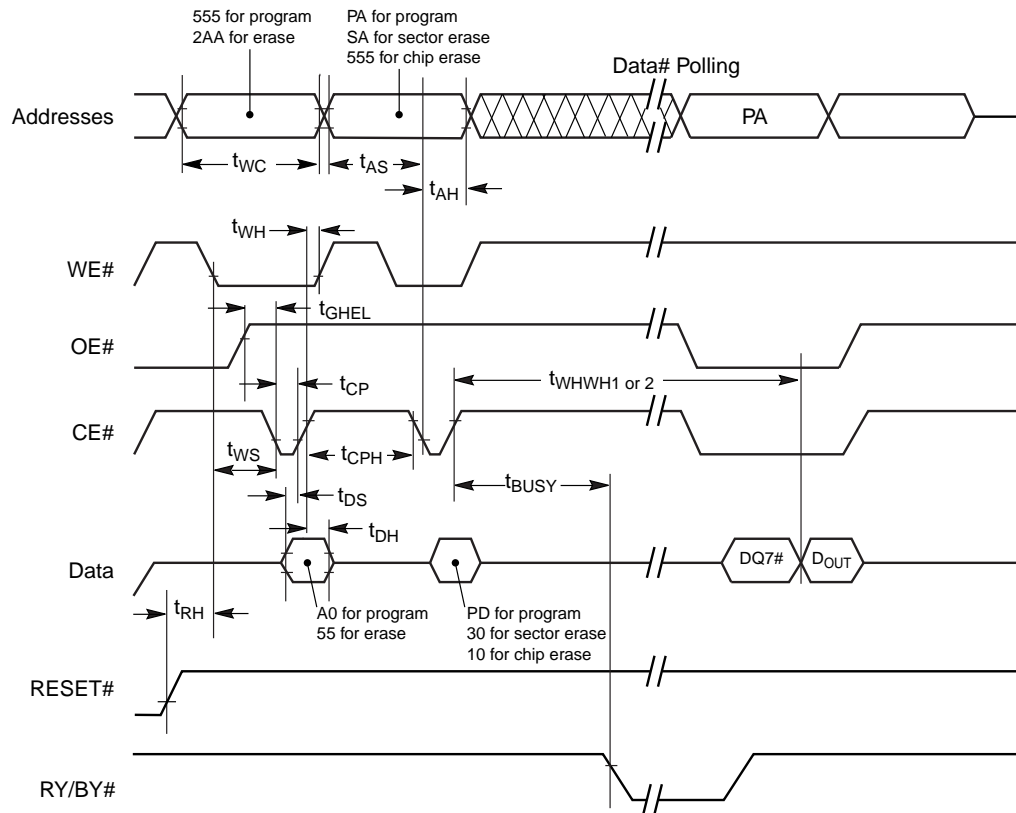 555 for program
2AA for erase
PA for program
SA for sector erase
555 for chip erase
Data# Polling
Addresses
PA
tWC
tAS
tAH
tWH
WE#
tGHEL
OE#
tCP
tWHWH1 or 2
CE#
tWS
tCPH
tBUSY
tDS
tDH
Data
DQ7#
DOUT
tRH
A0 for program
55 for erase
PD for program
30 for sector erase
10 for chip erase
RESET#
RY/BY#